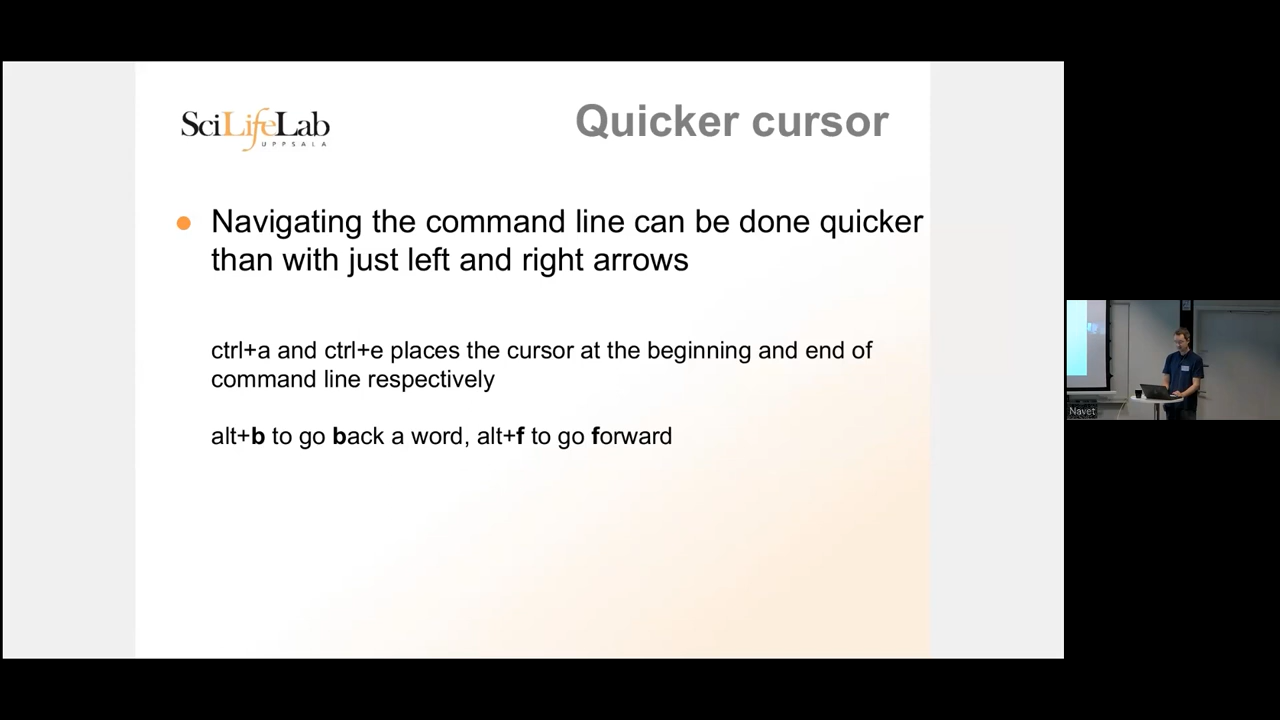 SciLifeLab
UPPSALA
Quicker cursor
Navigating the command line can be done quicker
than with just left and right arrows
ctrl+a and ctrl+e places the cursor at the beginning and end of
command line respectively
alt+b to go back a word, alt+f to go forward
Navet